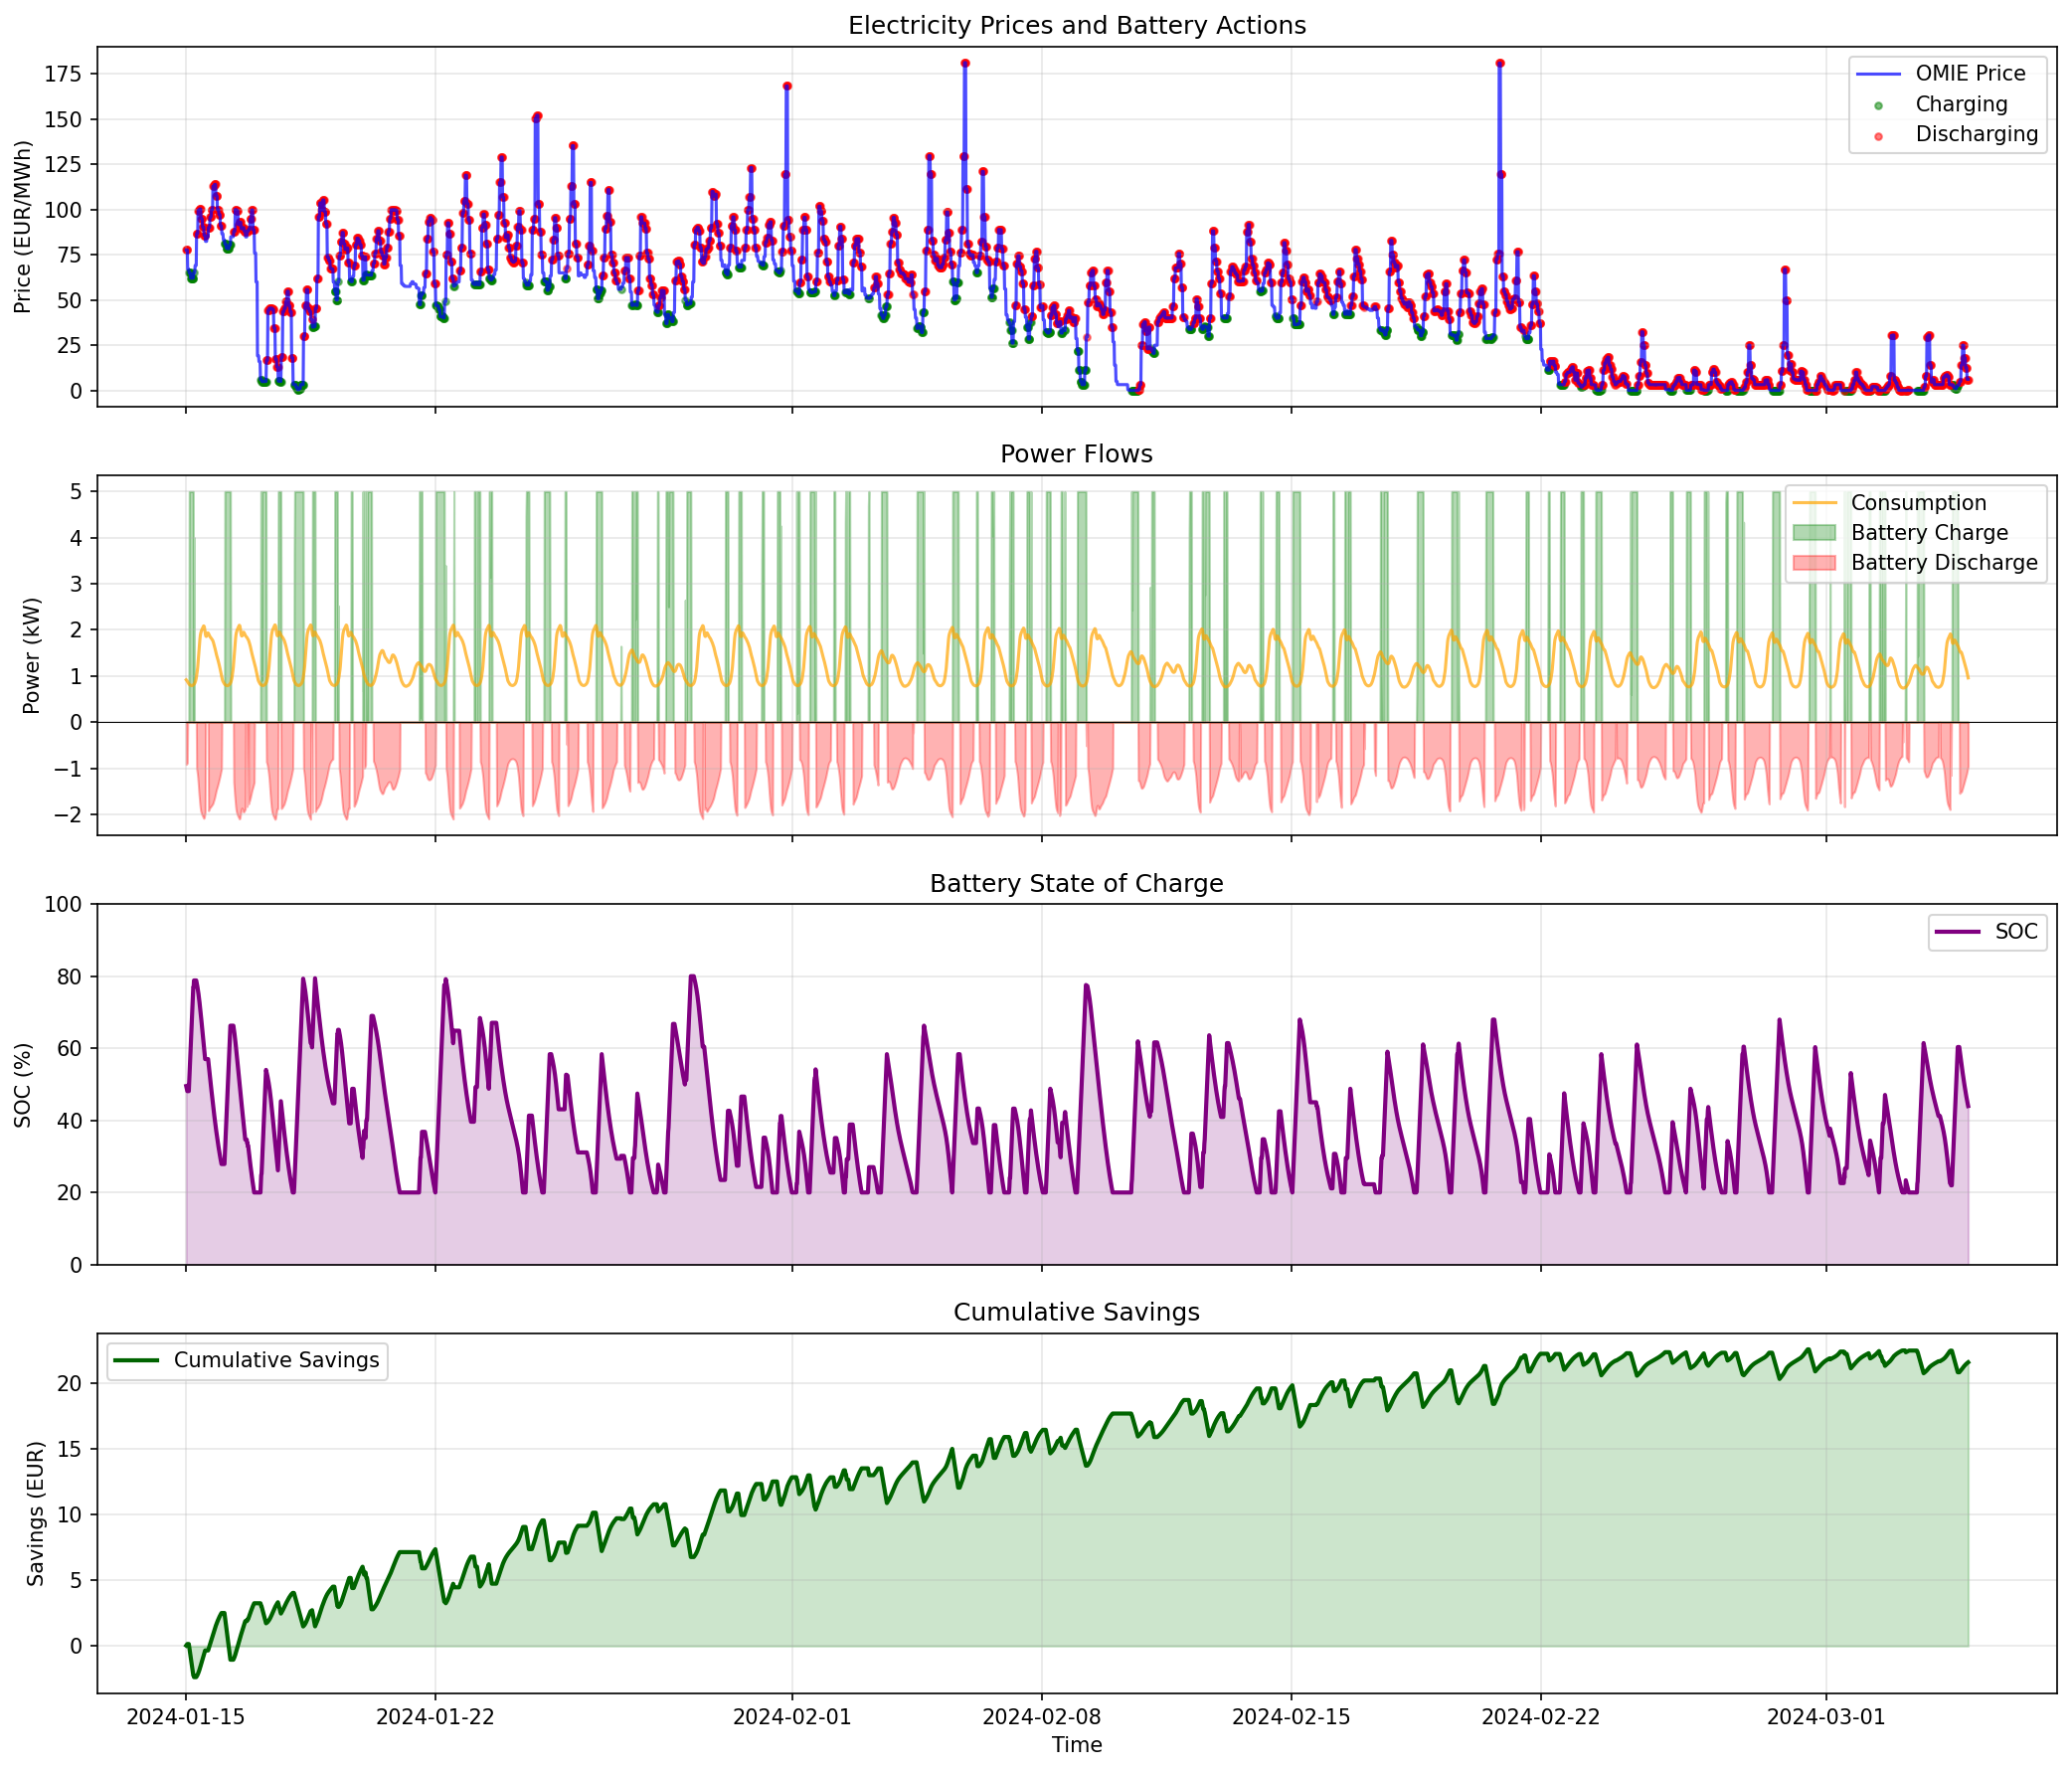 Electricity Prices and Battery Actions
Price (EUR/MWh)
175
150
125
100
75
50
25
0
OMIE Price
Charging
Discharging
Power Flows
Power (kW)
5
4
3
2
1
0
−1
−2
Consumption
Battery Charge
Battery Discharge
Battery State of Charge
SOC (%)
100
80
60
40
20
0
SOC
Cumulative Savings
Savings (EUR)
20
15
10
5
0
Cumulative Savings
2024-01-15
2024-01-22
2024-02-01
2024-02-08
2024-02-15
2024-02-22
2024-03-01
Time